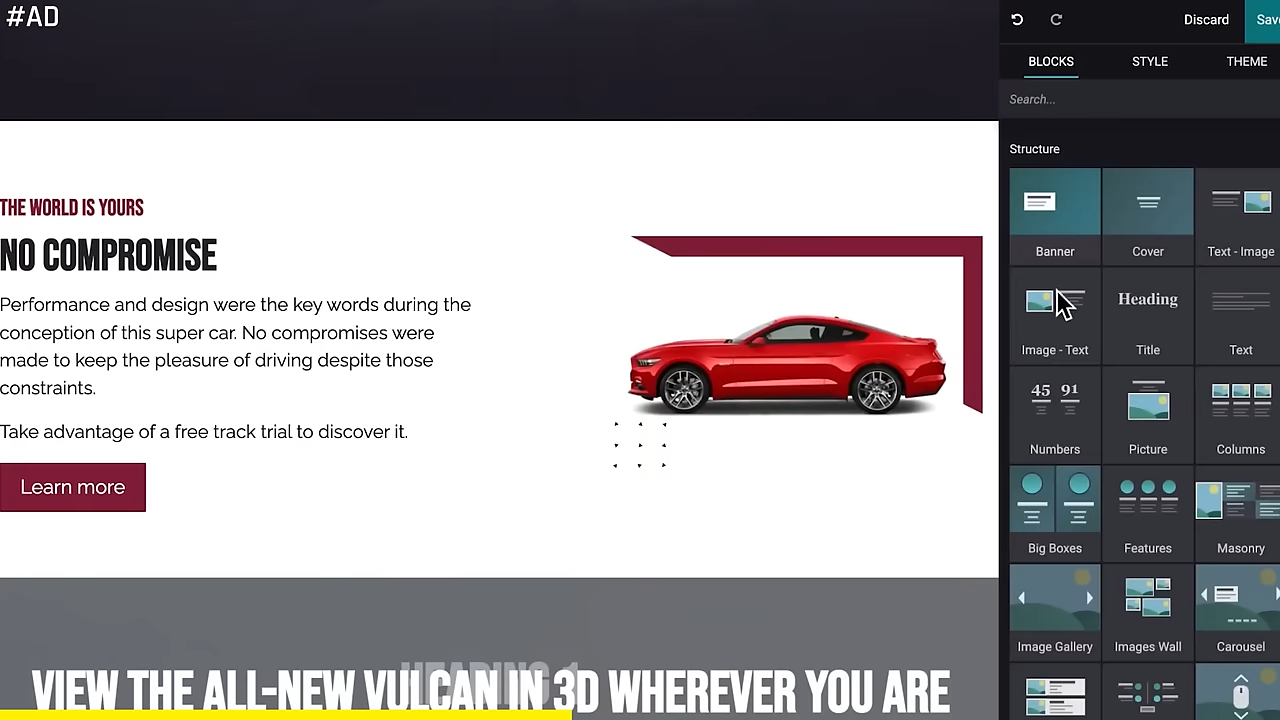 #AD
Discard
BLOCKS STYLE THEME
Search...
Structure
THE WORLD IS YOURS
NO COMPROMISE
Performance and design were the key words during the
conception of this super car. No compromises were
made to keep the pleasure of driving despite those
constraints.
Take advantage of a free track trial to discover it.
Learn more
VIEW THE ALL-NEW VULCAN IN 3D WHEREVER YOU ARE
HEADING 1
Banner Cover Text - Image
Heading
Image - Text Title Text
45 91
Numbers Picture Columns
Big Boxes Features Masonry
Image Gallery Images Wall Carousel